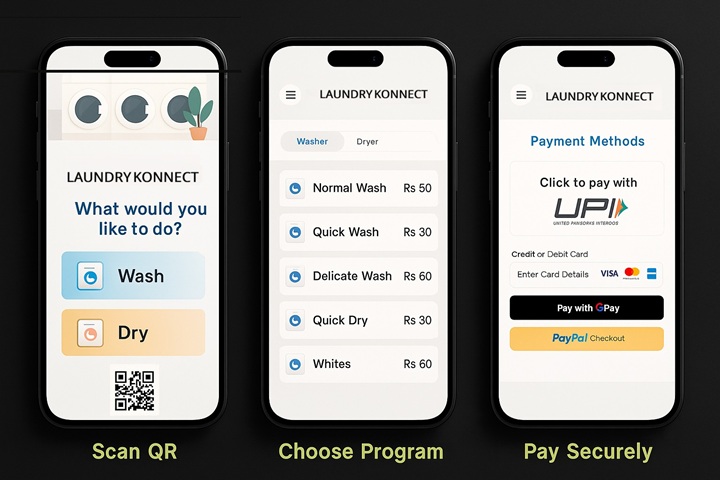 LAUNDRY KONNECT
What would you
like to do?
Wash
Dry
Scan QR
LAUNDRY KONNECT
Washer Dryer
Normal Wash Rs 50
Quick Wash Rs 30
Delicate Wash Rs 60
Quick Dry Rs 30
Whites Rs 60
Choose Program
LAUNDRY KONNECT
Payment Methods
Click to pay with
UPI
UNITED PANSORKS INTERDOS
Credit or Debit Card
Enter Card Details VISA
Pay with GPay
PayPal Checkout
Pay Securely